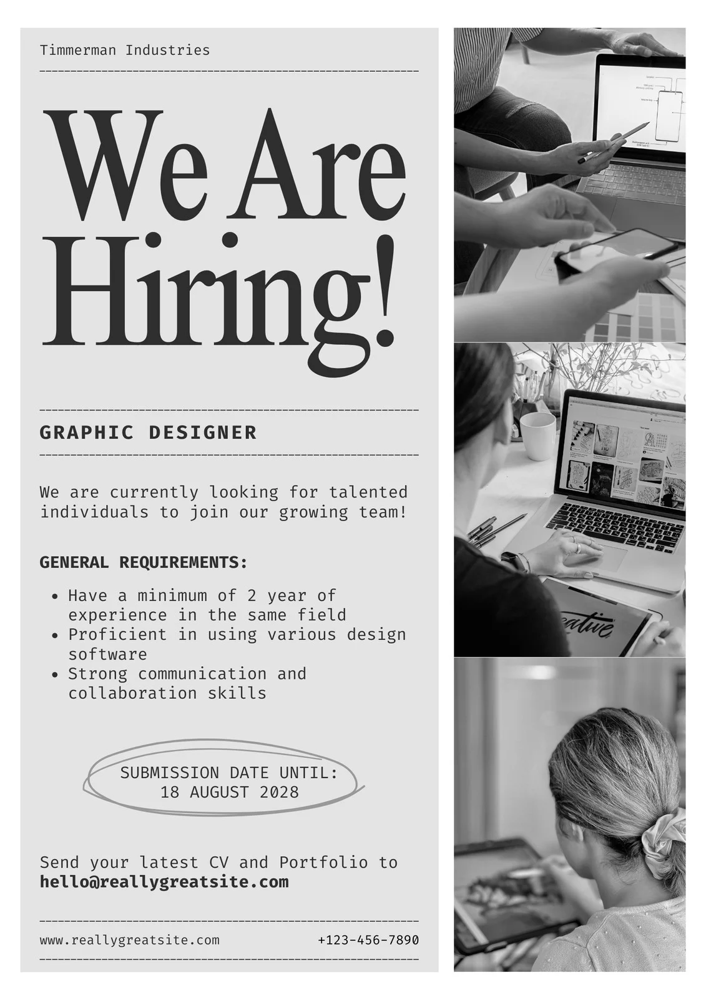 Timmerman Industries
We Are
Hiring!
GRAPHIC DESIGNER
We are currently looking for talented
individuals to join our growing team!
GENERAL REQUIREMENTS:
• Have a minimum of 2 year of
experience in the same field
• Proficient in using various design
software
• Strong communication and
collaboration skills
SUBMISSION DATE UNTIL:
18 AUGUST 2028
Send your latest CV and Portfolio to
hello@reallygreatsite.com
www.reallygreatsite.com +123-456-7890